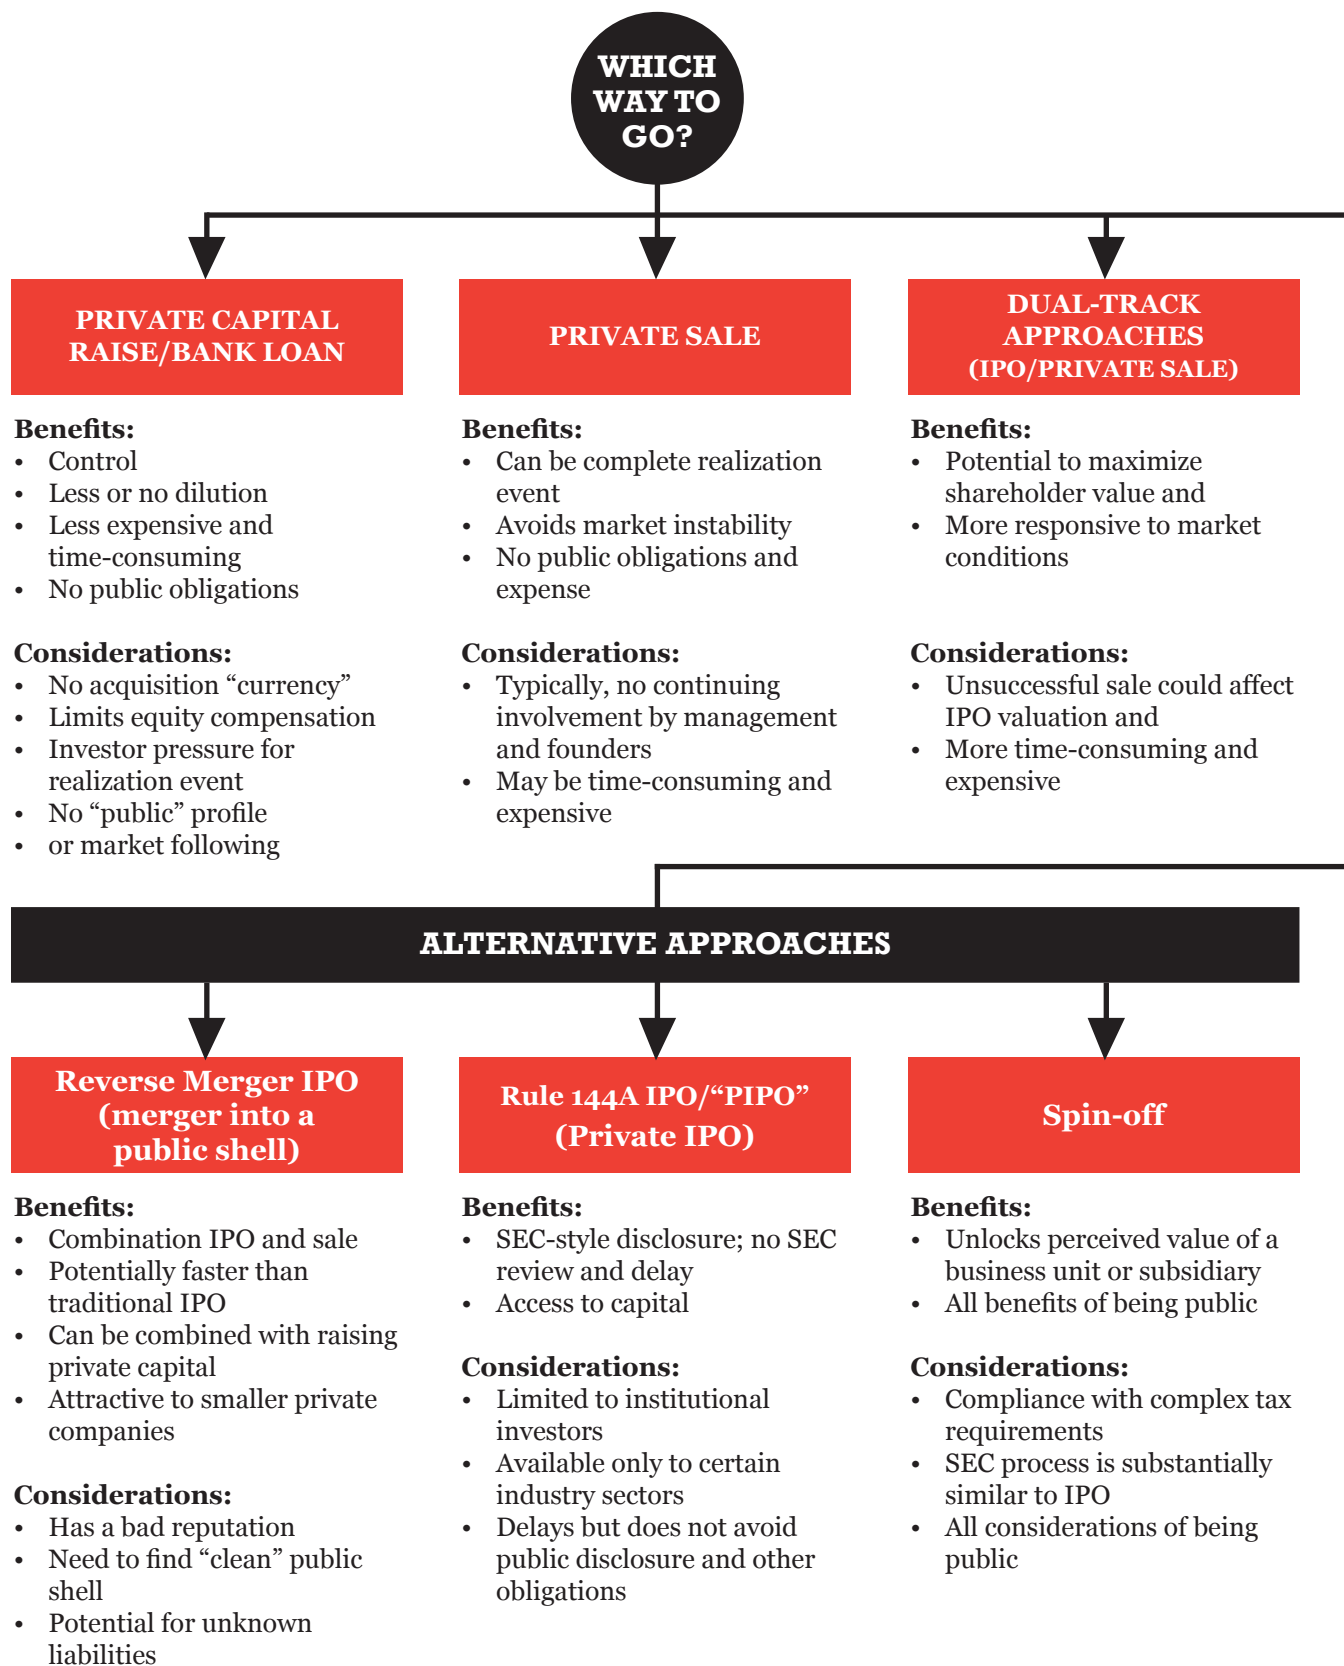 WHICH
WAY TO
GO?
PRIVATE CAPITAL
RAISE/BANK LOAN
Benefits:
• Control
• Less or no dilution
• Less expensive and
time-consuming
• No public obligations
Considerations:
• No acquisition “currency”
• Limits equity compensation
• Investor pressure for
realization event
• No “public” profile
• or market following
PRIVATE SALE
Benefits:
• Can be complete realization
event
• Avoids market instability
• No public obligations and
expense
Considerations:
• Typically, no continuing
involvement by management
and founders
• May be time-consuming and
expensive
DUAL-TRACK
APPROACHES
(IPO/PRIVATE SALE)
Benefits:
• Potential to maximize
shareholder value and
• More responsive to market
conditions
Considerations:
• Unsuccessful sale could affect
IPO valuation and
• More time-consuming and
expensive
ALTERNATIVE APPROACHES
Reverse Merger IPO
(merger into a
public shell)
Benefits:
• Combination IPO and sale
• Potentially faster than
traditional IPO
• Can be combined with raising
private capital
• Attractive to smaller private
companies
Considerations:
• Has a bad reputation
• Need to find “clean” public
shell
• Potential for unknown
liabilities
Rule 144A IPO/“PIPO”
(Private IPO)
Benefits:
• SEC-style disclosure; no SEC
review and delay
• Access to capital
Considerations:
• Limited to institutional
investors
• Available only to certain
industry sectors
• Delays but does not avoid
public disclosure and other
obligations
Spin-off
Benefits:
• Unlocks perceived value of a
business unit or subsidiary
• All benefits of being public
Considerations:
• Compliance with complex tax
requirements
• SEC process is substantially
similar to IPO
• All considerations of being
public